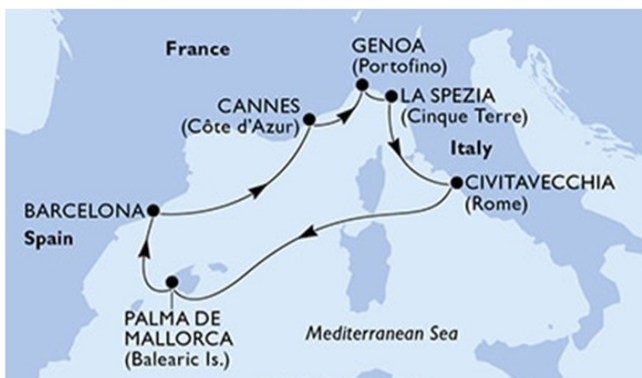 France
GENOA
(Portofino)
CANNES
(Côte d'Azur)
LA SPEZIA
(Cinque Terre)
Italy
CIVITAVECCHIA
(Rome)
BARCELONA
Spain
PALMA DE
MALLORCA
(Balearic Is.)
Mediterranean Sea